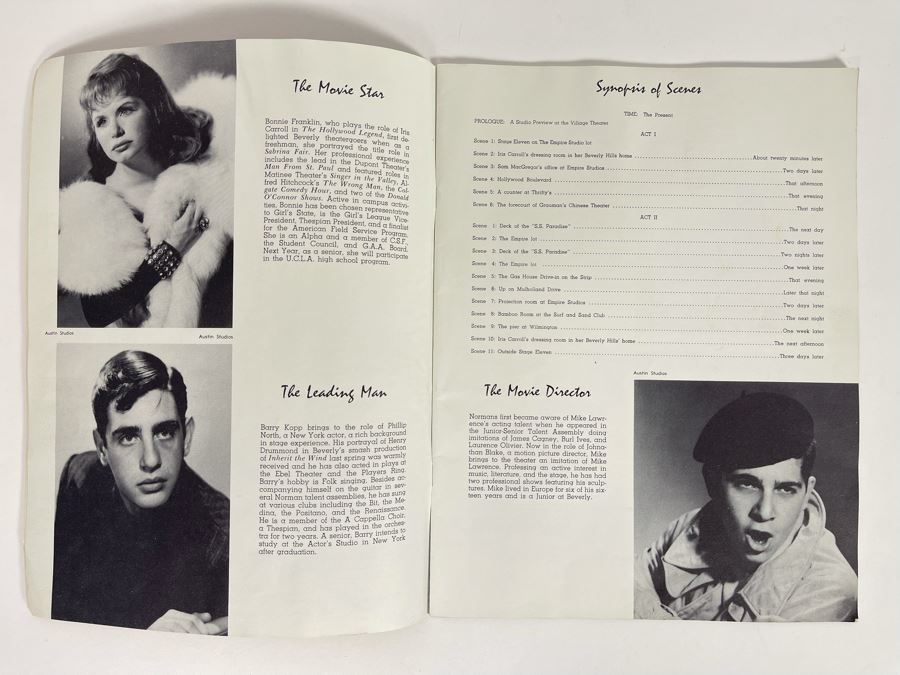 The Movie Star
Bonnie Franklin, who plays the role of Iris
Carroll in The Hollywood Legend, first de-
lighted Beverly theatergoers when as a
freshman, she portrayed the title role in
Sabrina Fair. Her professional experience
includes the lead in the Dupont Theater's
Man From St. Paul and featured roles in
Matinee Theater's Singer in the Valley, Al-
fred Hitchcock's The Wrong Man, the Col-
gate Comedy Hour, and two of the Donald
O'Connor Shows. Active in campus activi-
ties, Bonnie has been chosen representative
to Girl's State, is the Girl's League Vice-
President, Thespian President, and a finalist
for the American Field Service Program.
She is an Alpha and a member of C.S.F.,
the Student Council, and G.A.A. Board.
Next Year, as a senior, she will participate
in the U.C.L.A. high school program.
Austin Studios
Austin Studios
The Leading Man
Barry Kopp brings to the role of Phillip
North, a New York actor, a rich background
in stage experience. His portrayal of Henry
Drummond in Beverly's smash production
of Inherit the Wind last spring was warmly
received and he has also acted in plays at
the Ebel Theater and the Players Ring.
Barry's hobby is Folk singing. Besides ac-
companying himself on the guitar in sev-
eral Norman talent assemblies, he has sung
at various clubs including the Bit, the Me-
dina, the Positano, and the Renaissance.
He is a member of the A Cappella Choir,
a Thespian, and has played in the orches-
tra for two years. A senior, Barry intends to
study at the Actor's Studio in New York
after graduation.
Synopsis of Scenes
TIME: The Present
PROLOGUE: A Studio Preview at the Village Theater
ACT I
Scene 1: Stage Eleven on The Empire Studio lot
Scene 2: Iris Carroll's dressing room in her Beverly Hills home About twenty minutes later
Scene 3: Sam MacGregor's office at Empire Studios Two days later
Scene 4: Hollywood Boulevard That afternoon
Scene 5: A counter at Thrifty's That evening
Scene 6: The forecourt of Grauman's Chinese Theater That night
ACT II
Scene 1: Deck of the "S.S. Paradise" The next day
Scene 2: The Empire lot Two days later
Scene 3: Deck of the "S.S. Paradise" Two nights later
Scene 4: The Empire lot One week later
Scene 5: The Gas House Drive-in on the Strip That evening
Scene 6: Up on Mulholland Drive Later that night
Scene 7: Projection room at Empire Studios Two days later
Scene 8: Bamboo Room at the Surf and Sand Club The next night
Scene 9: The pier at Wilmington One week later
Scene 10: Iris Carroll's dressing room in her Beverly Hills' home The next afternoon
Scene 11: Outside Stage Eleven Three days later
Austin Studios
The Movie Director
Normans first became aware of Mike Lawr-
ence's acting talent when he appeared in
the Junior-Senior Talent Assembly doing
imitations of James Cagney, Burl Ives, and
Laurence Olivier. Now in the role of Johna-
than Blake, a motion picture director, Mike
brings to the theater an imitation of Mike
Lawrence. Professing an active interest in
music, literature, and the stage, he has had
two professional shows featuring his sculp-
tures. Mike lived in Europe for six of his six-
teen years and is a Junior at Beverly.